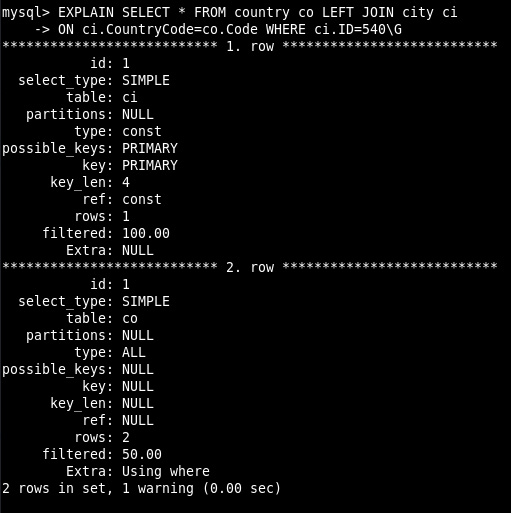 mysql> EXPLAIN SELECT * FROM country co LEFT JOIN city ci
    -> ON ci.CountryCode=co.Code WHERE ci.ID=540\G
*************************** 1. row ***************************
           id: 1
  select_type: SIMPLE
        table: ci
   partitions: NULL
         type: const
possible_keys: PRIMARY
          key: PRIMARY
      key_len: 4
          ref: const
         rows: 1
     filtered: 100.00
        Extra: NULL
*************************** 2. row ***************************
           id: 1
  select_type: SIMPLE
        table: co
   partitions: NULL
         type: ALL
possible_keys: NULL
          key: NULL
      key_len: NULL
          ref: NULL
         rows: 2
     filtered: 50.00
        Extra: Using where
2 rows in set, 1 warning (0.00 sec)